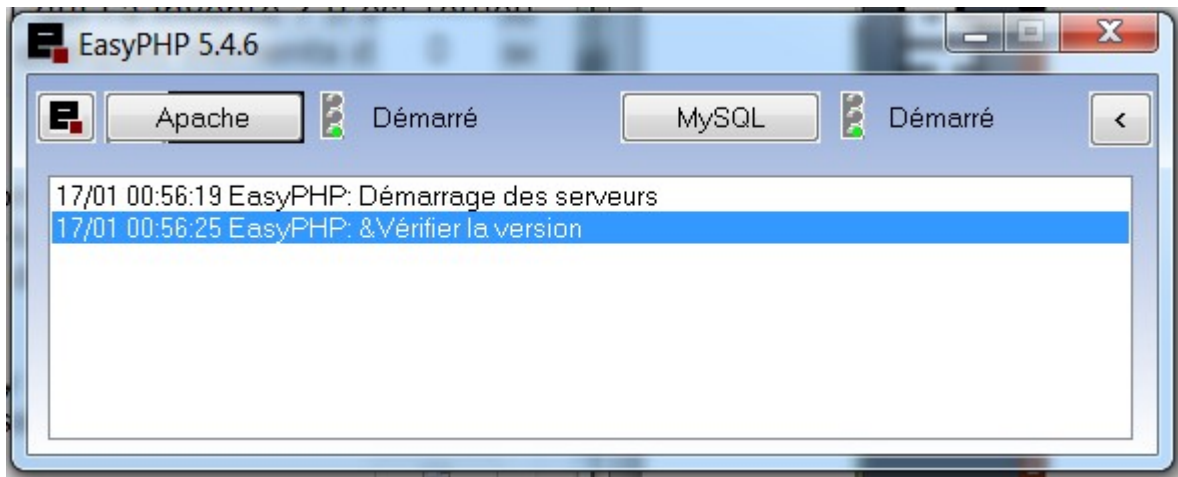 EasyPHP 5.4.6
Apache Démarré MySQL Démarré <
17/01 00:56:19 EasyPHP: Démarrage des serveurs
17/01 00:56:25 EasyPHP: &Vérifier la version